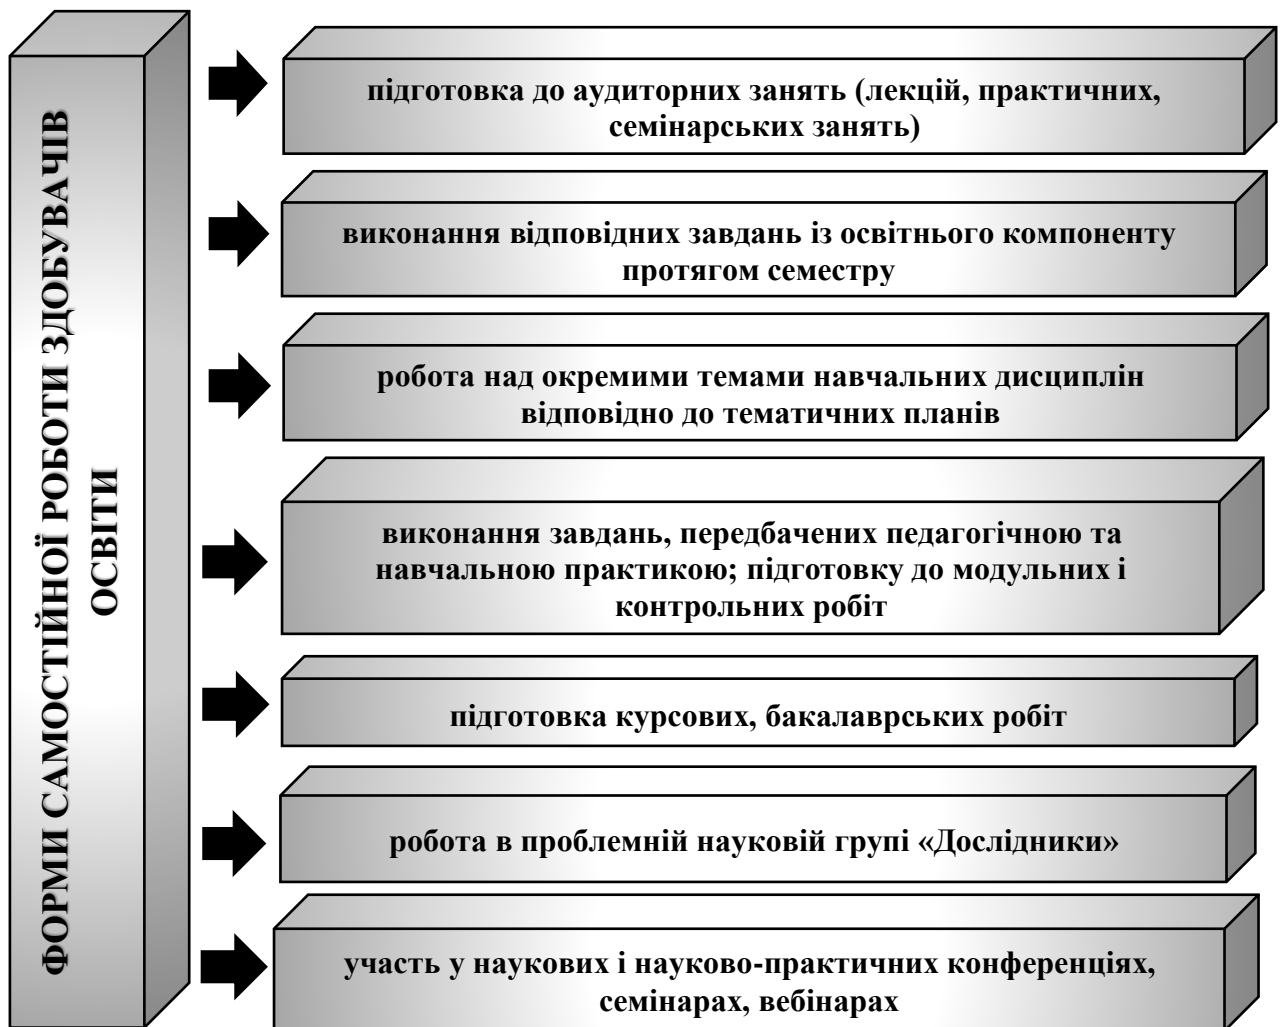 ФОРМИ САМОСТІЙНОЇ РОБОТИ ЗДОБУВАЧІВ
ОСВІТИ
підготовка до аудиторних занять (лекцій, практичних,
семінарських занять)
виконання відповідних завдань із освітнього компоненту
протягом семестру
робота над окремими темами навчальних дисциплін
відповідно до тематичних планів
виконання завдань, передбачених педагогічною та
навчальною практикою; підготовку до модульних і
контрольних робіт
підготовка курсових, бакалаврських робіт
робота в проблемній науковій групі «Дослідники»
участь у наукових і науково-практичних конференціях,
семінарах, вебінарах